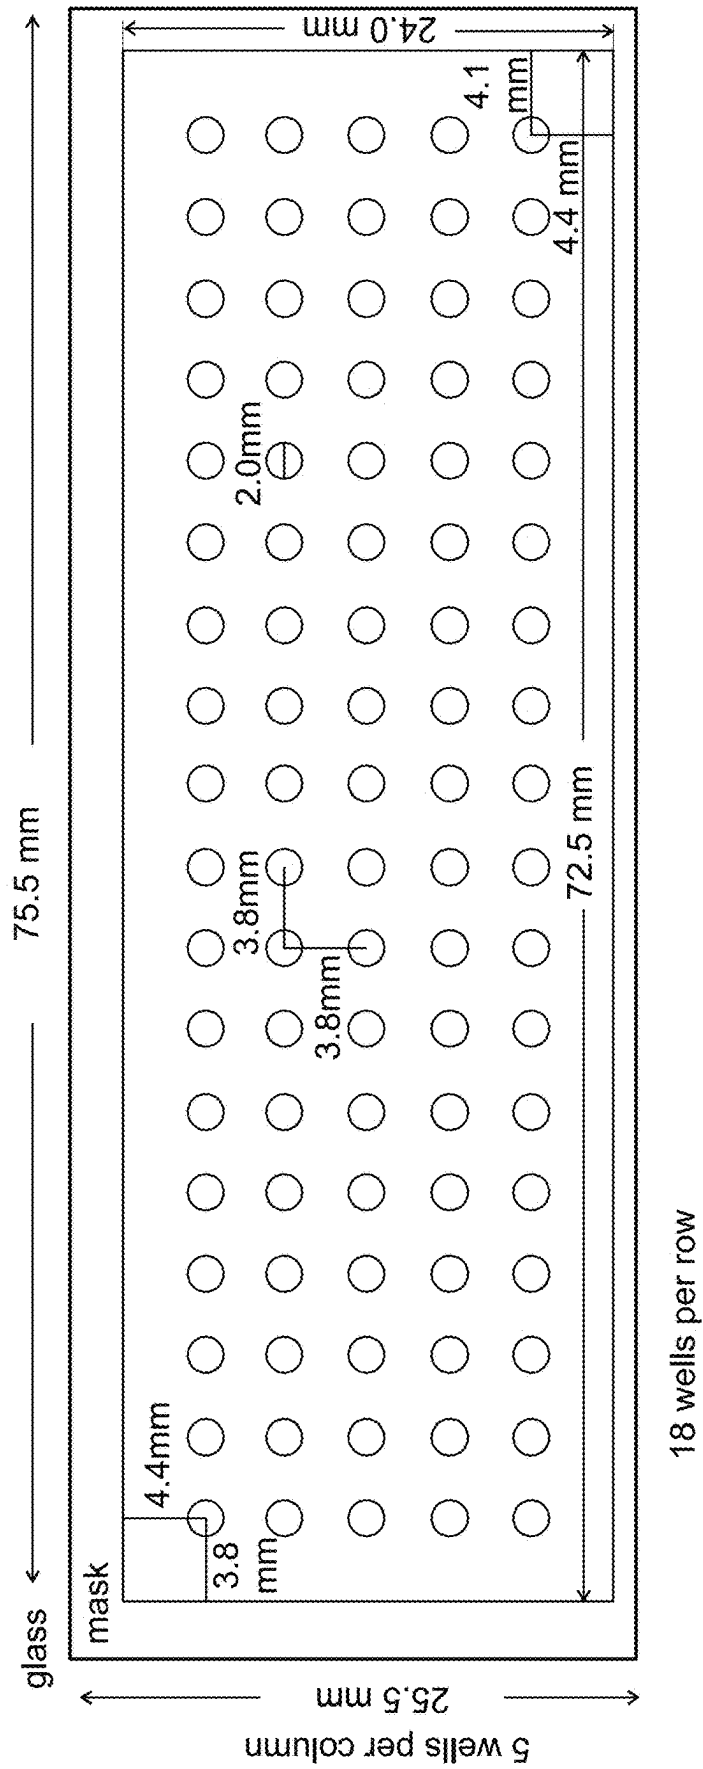 glass
75.5 mm
mask
4.4mm
3.8
mm
2.0mm
3.8mm
3.8mm
4.1
mm
4.4 mm
72.5 mm
24.0 mm
25.5 mm
5 wells per column
18 wells per row